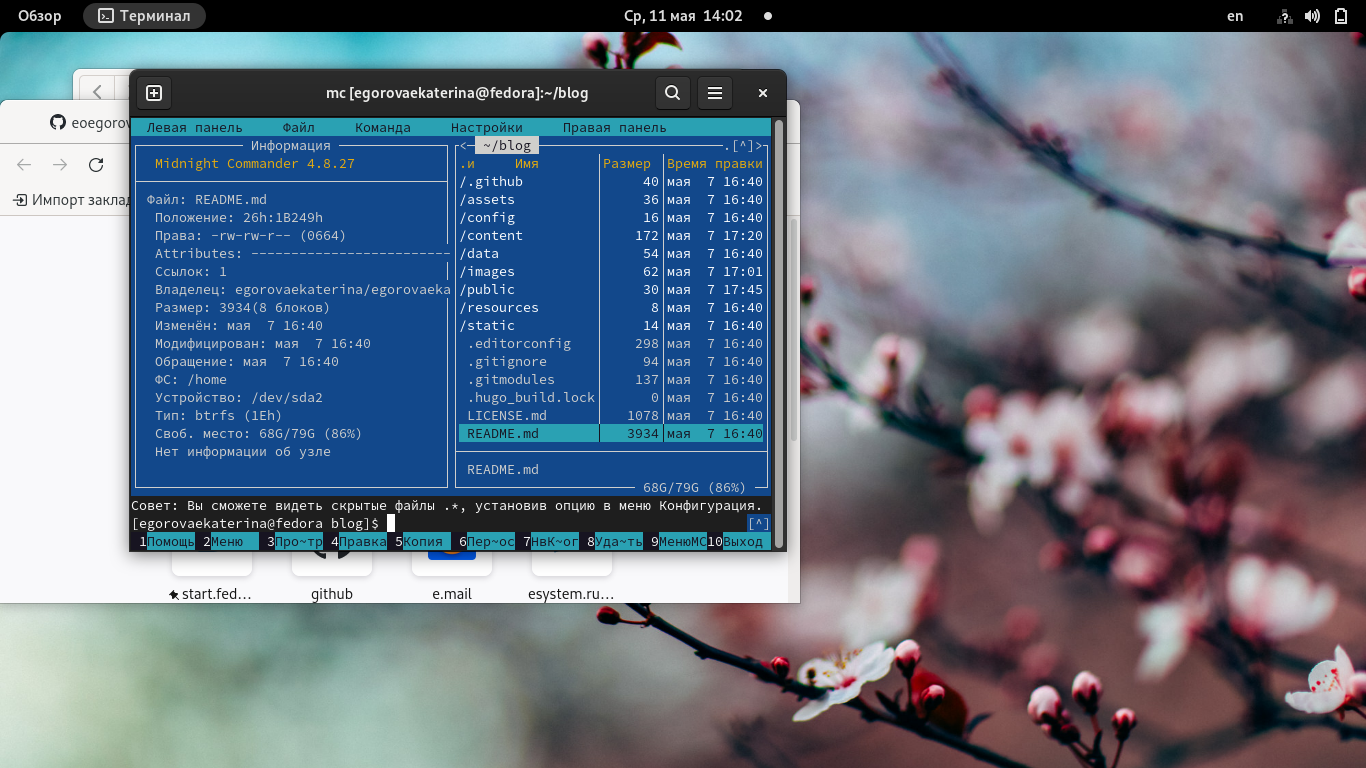 Обзор Терминал Ср, 11 мая 14:02 en
mc [egorovaekaterina@fedora]:~/blog
eoegorov
Импорт заклад
Левая панель Файл Команда Настройки Правая панель
Информация
Midnight Commander 4.8.27
Файл: README.md
Положение: 26h:1B249h
Права: -rw-rw-r-- (0664)
Attributes: -------------------------
Ссылок: 1
Владелец: egorovaekaterina/egorovaeka
Размер: 3934(8 блоков)
Изменён: мая 7 16:40
Модифицирован: мая 7 16:40
Обращение: мая 7 16:40
ФС: /home
Устройство: /dev/sda2
Тип: btrfs (1Eh)
Своб. место: 68G/79G (86%)
Нет информации об узле
<- ~/blog .[^]>
.и Имя Размер Время правки
/.github 40 мая 7 16:40
/assets 36 мая 7 16:40
/config 16 мая 7 16:40
/content 172 мая 7 17:20
/data 54 мая 7 16:40
/images 62 мая 7 17:01
/public 30 мая 7 17:45
/resources 8 мая 7 16:40
/static 14 мая 7 16:40
.editorconfig 298 мая 7 16:40
.gitignore 94 мая 7 16:40
.gitmodules 137 мая 7 16:40
.hugo_build.lock 0 мая 7 16:40
LICENSE.md 1078 мая 7 16:40
README.md 3934 мая 7 16:40
README.md
68G/79G (86%)
Совет: Вы сможете видеть скрытые файлы .*, установив опцию в меню Конфигурация.
[egorovaekaterina@fedora blog]$ [^]
1Помощь 2Меню 3Про~тр 4Правка 5Копия 6Пер~ос 7НвК~ог 8Уда~ть 9МенюМС 10Выход
start.fed… github e.mail esystem.ru…